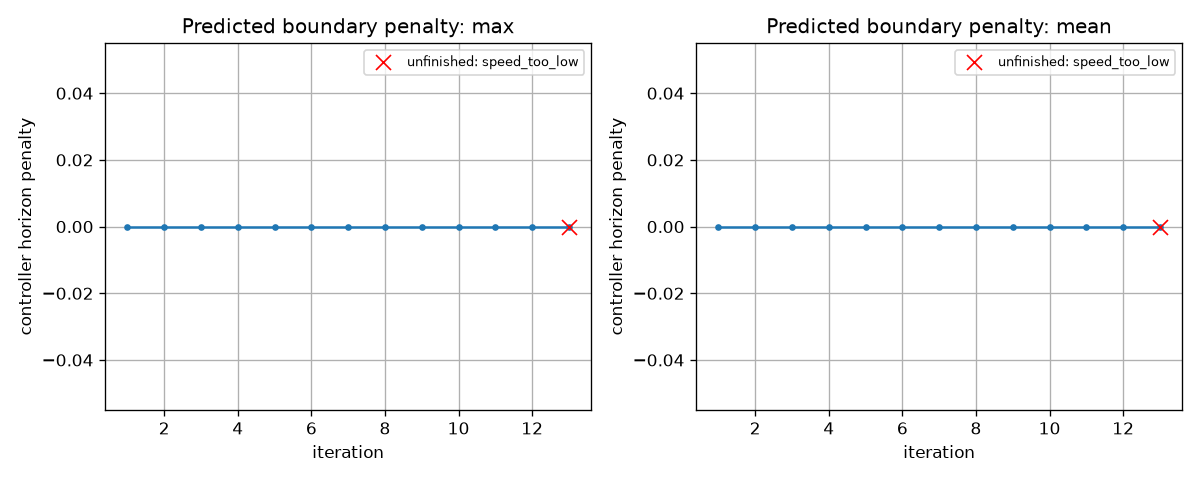 Predicted boundary penalty: max
unfinished: speed_too_low
controller horizon penalty
0.04
0.02
0.00
−0.02
−0.04
2 4 6 8 10 12
iteration
Predicted boundary penalty: mean
unfinished: speed_too_low
controller horizon penalty
0.04
0.02
0.00
−0.02
−0.04
2 4 6 8 10 12
iteration